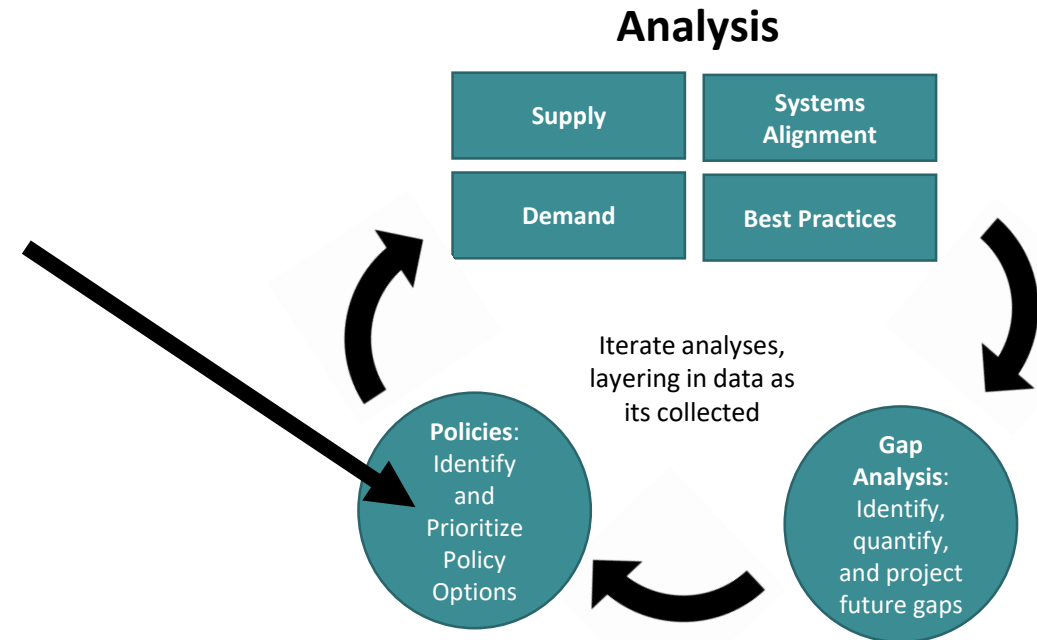 Analysis
Supply
Systems
Alignment
Demand
Best Practices
Iterate analyses,
layering in data as
its collected
Policies:
Identify
and
Prioritize
Policy
Options
Gap
Analysis:
Identify,
quantify,
and project
future gaps